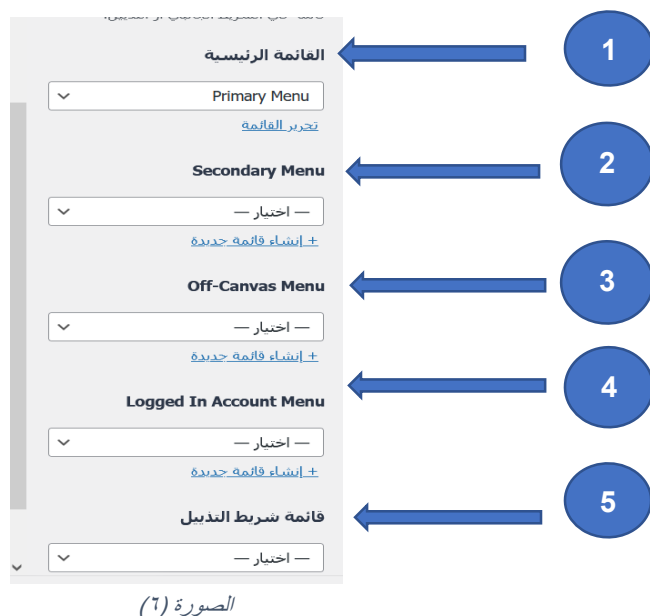 القائمة الرئيسية
1
Primary Menu
تحرير القائمة
Secondary Menu
2
— اختيار —
+ إنشاء قائمة جديدة
Off-Canvas Menu
3
— اختيار —
+ إنشاء قائمة جديدة
Logged In Account Menu
4
— اختيار —
+ إنشاء قائمة جديدة
قائمة شريط التذييل
5
— اختيار —
الصورة (٦)